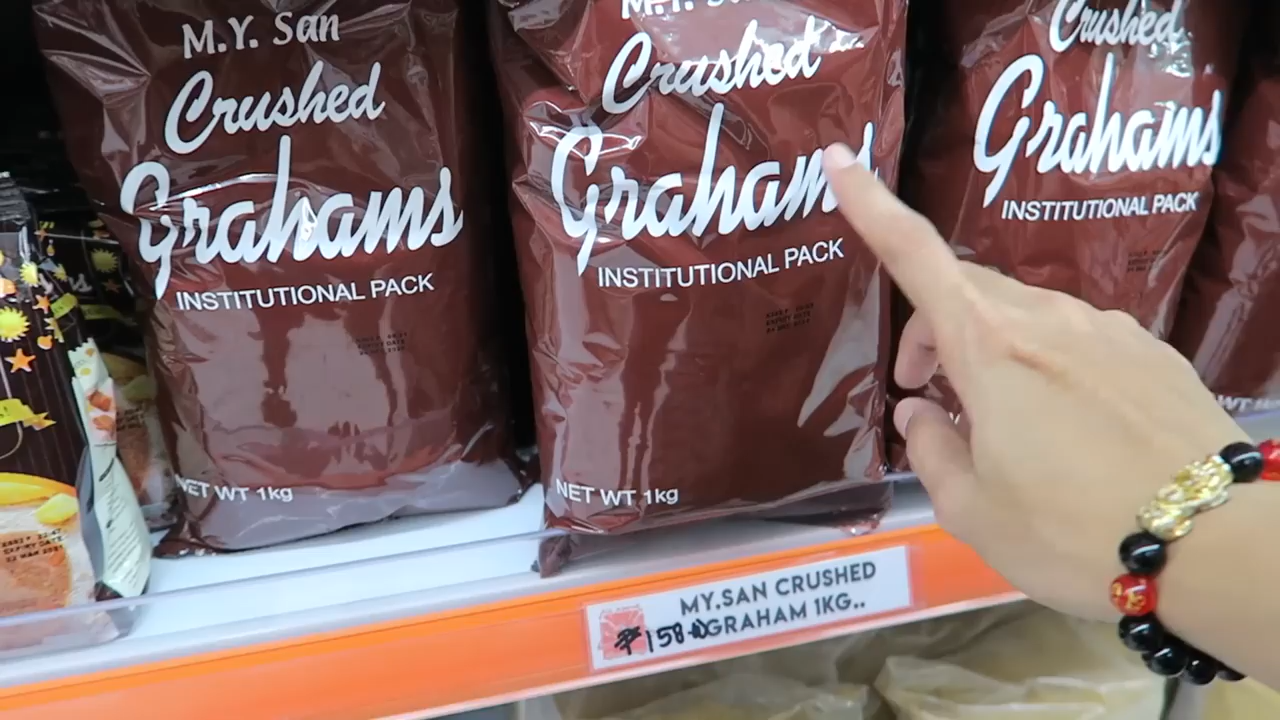 M.Y. San
Crushed
Grahams
INSTITUTIONAL PACK
NET WT 1kg
M.Y. San
Crushed
Grahams
INSTITUTIONAL PACK
NET WT 1kg
Crushed
Grahams
INSTITUTIONAL PACK
MY.SAN CRUSHED
₱158.00 GRAHAM 1KG..